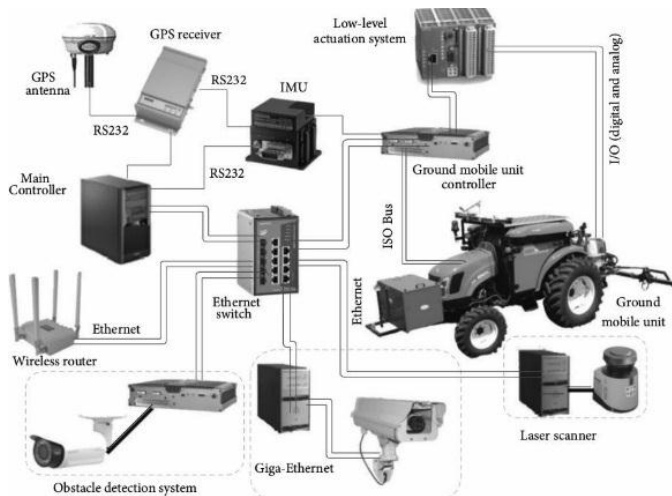 GPS receiver
Low-level
actuation system
GPS
antenna
RS232
IMU
RS232
I/O (digital and analog)
Main
Controller
RS232
Ground mobile unit
controller
ISO Bus
Ethernet
switch
Ethernet
Ethernet
Wireless router
Ground
mobile unit
Laser scanner
Giga-Ethernet
Obstacle detection system